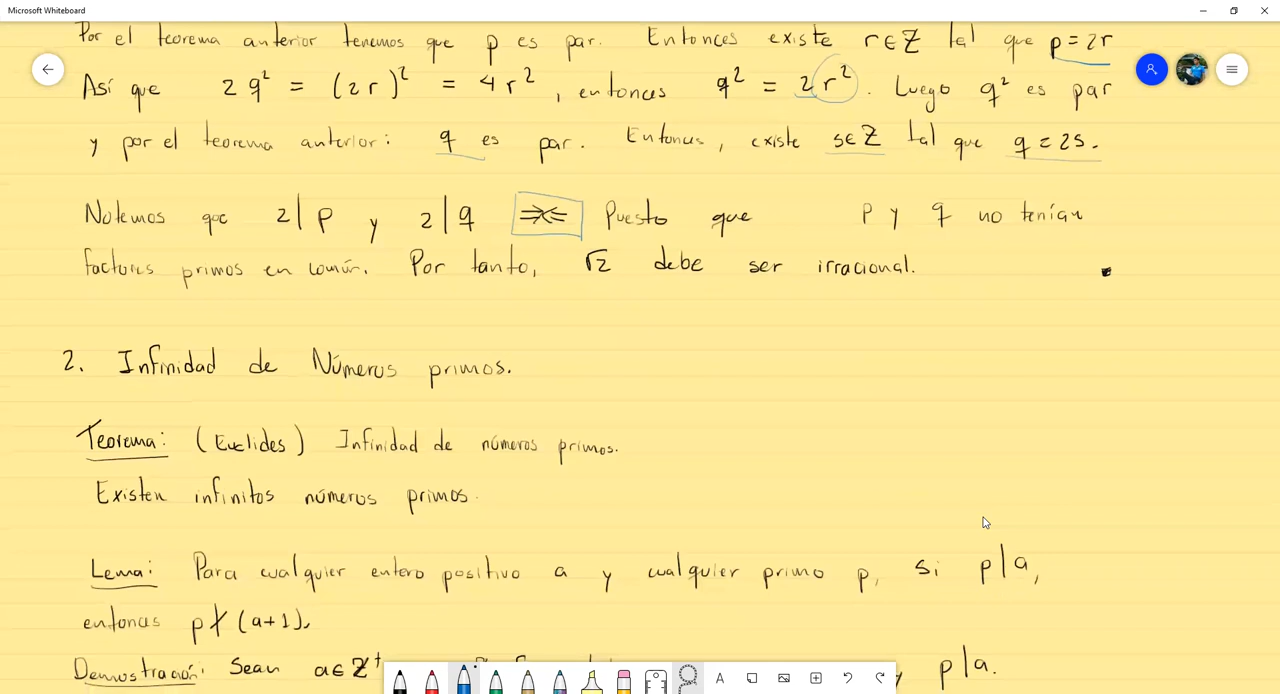 Microsoft Whiteboard
Por el teorema anterior tenemos que p es par. Entonces existe r∈ℤ tal que p=2r
Así que 2q² = (2r)² = 4r², entonces q² = 2r². Luego q² es par
y por el teorema anterior: q es par. Entonces, existe s∈ℤ tal que q=2s.
Notemos que 2|p y 2|q ⇒⇐ Puesto que p y q no tenían
factores primos en común. Por tanto, √2 debe ser irracional.
2. Infinidad de Números primos.
Teorema: (Euclides) Infinidad de números primos.
Existen infinitos números primos.
Lema: Para cualquier entero positivo a y cualquier primo p, si p|a,
entonces p∤(a+1).
Demostración: Sean a∈ℤ⁺ p|a.